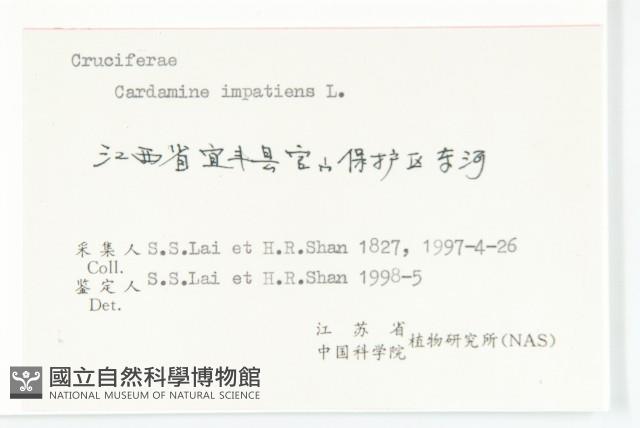 Cruciferae
Cardamine impatiens L.
江西省宜丰县官山保护区东河
采集人 S.S.Lai et H.R.Shan 1827, 1997-4-26
Coll.
鉴定人 S.S.Lai et H.R.Shan 1998-5
Det.
江苏省
中国科学院 植物研究所(NAS)
國立自然科學博物館
NATIONAL MUSEUM OF NATURAL SCIENCE